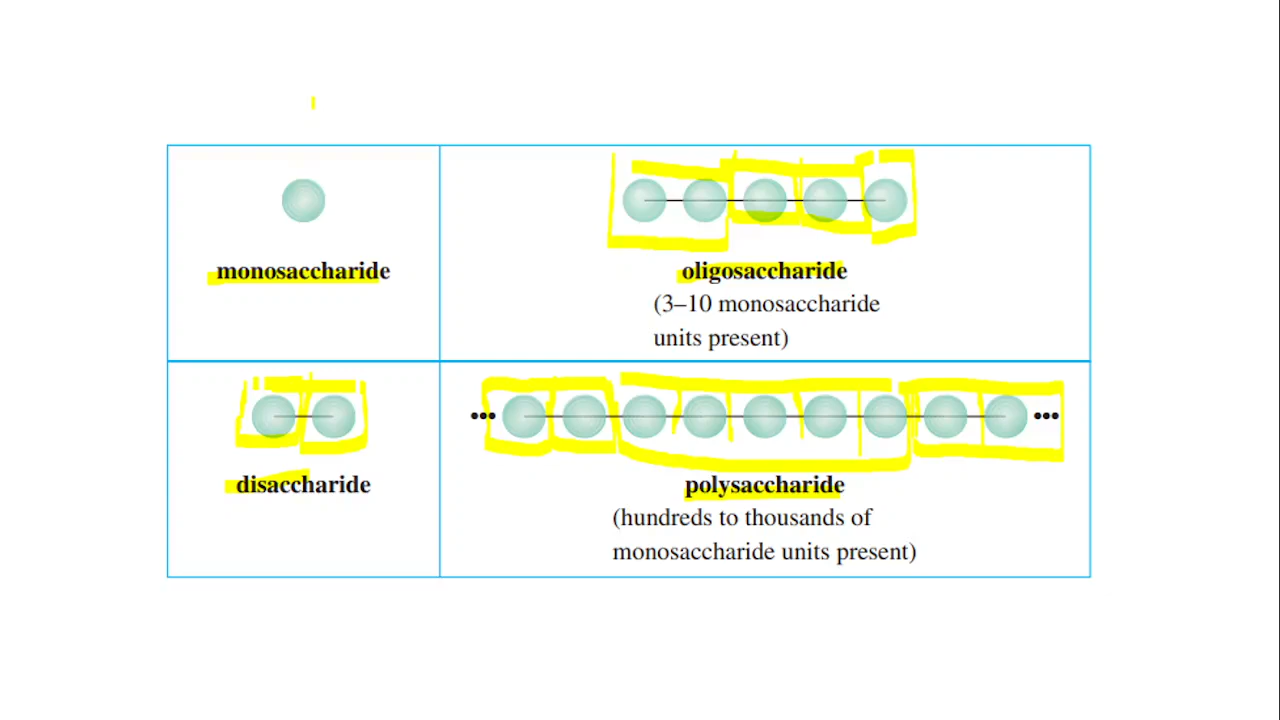 monosaccharide
oligosaccharide
(3–10 monosaccharide
units present)
disaccharide
polysaccharide
(hundreds to thousands of
monosaccharide units present)